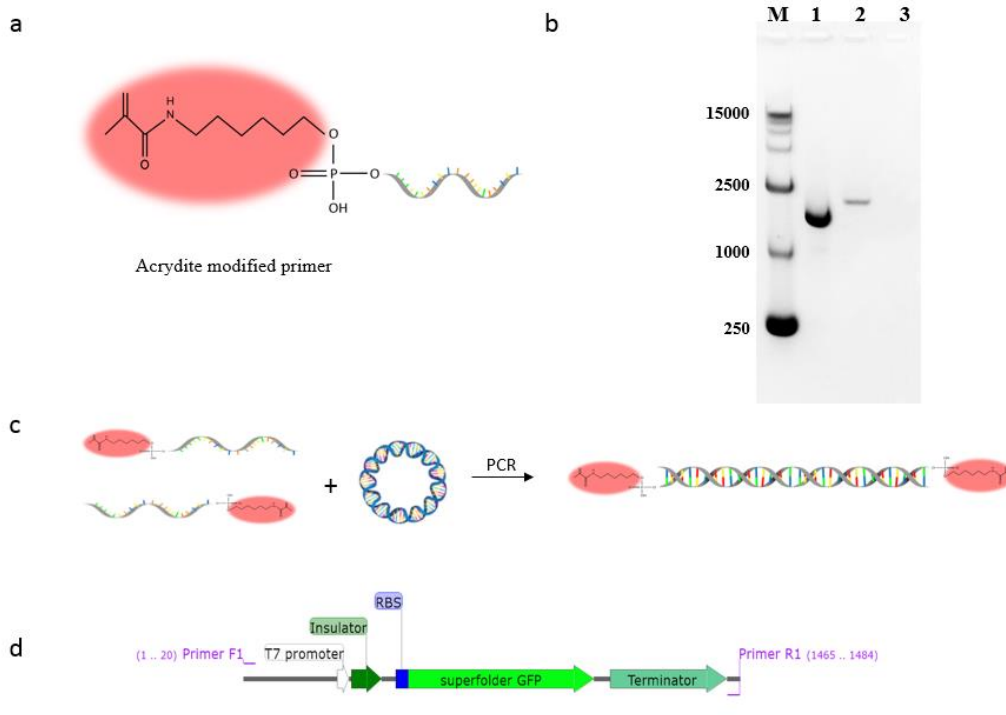 a
H
N
O
O
O
P
O
OH
Acrydite modified primer
b
M 1 2 3
15000
2500
1000
250
c
+
PCR
d
RBS
Insulator
(1 .. 20) Primer F1
T7 promoter
superfolder GFP
Terminator
Primer R1 (1465 .. 1484)